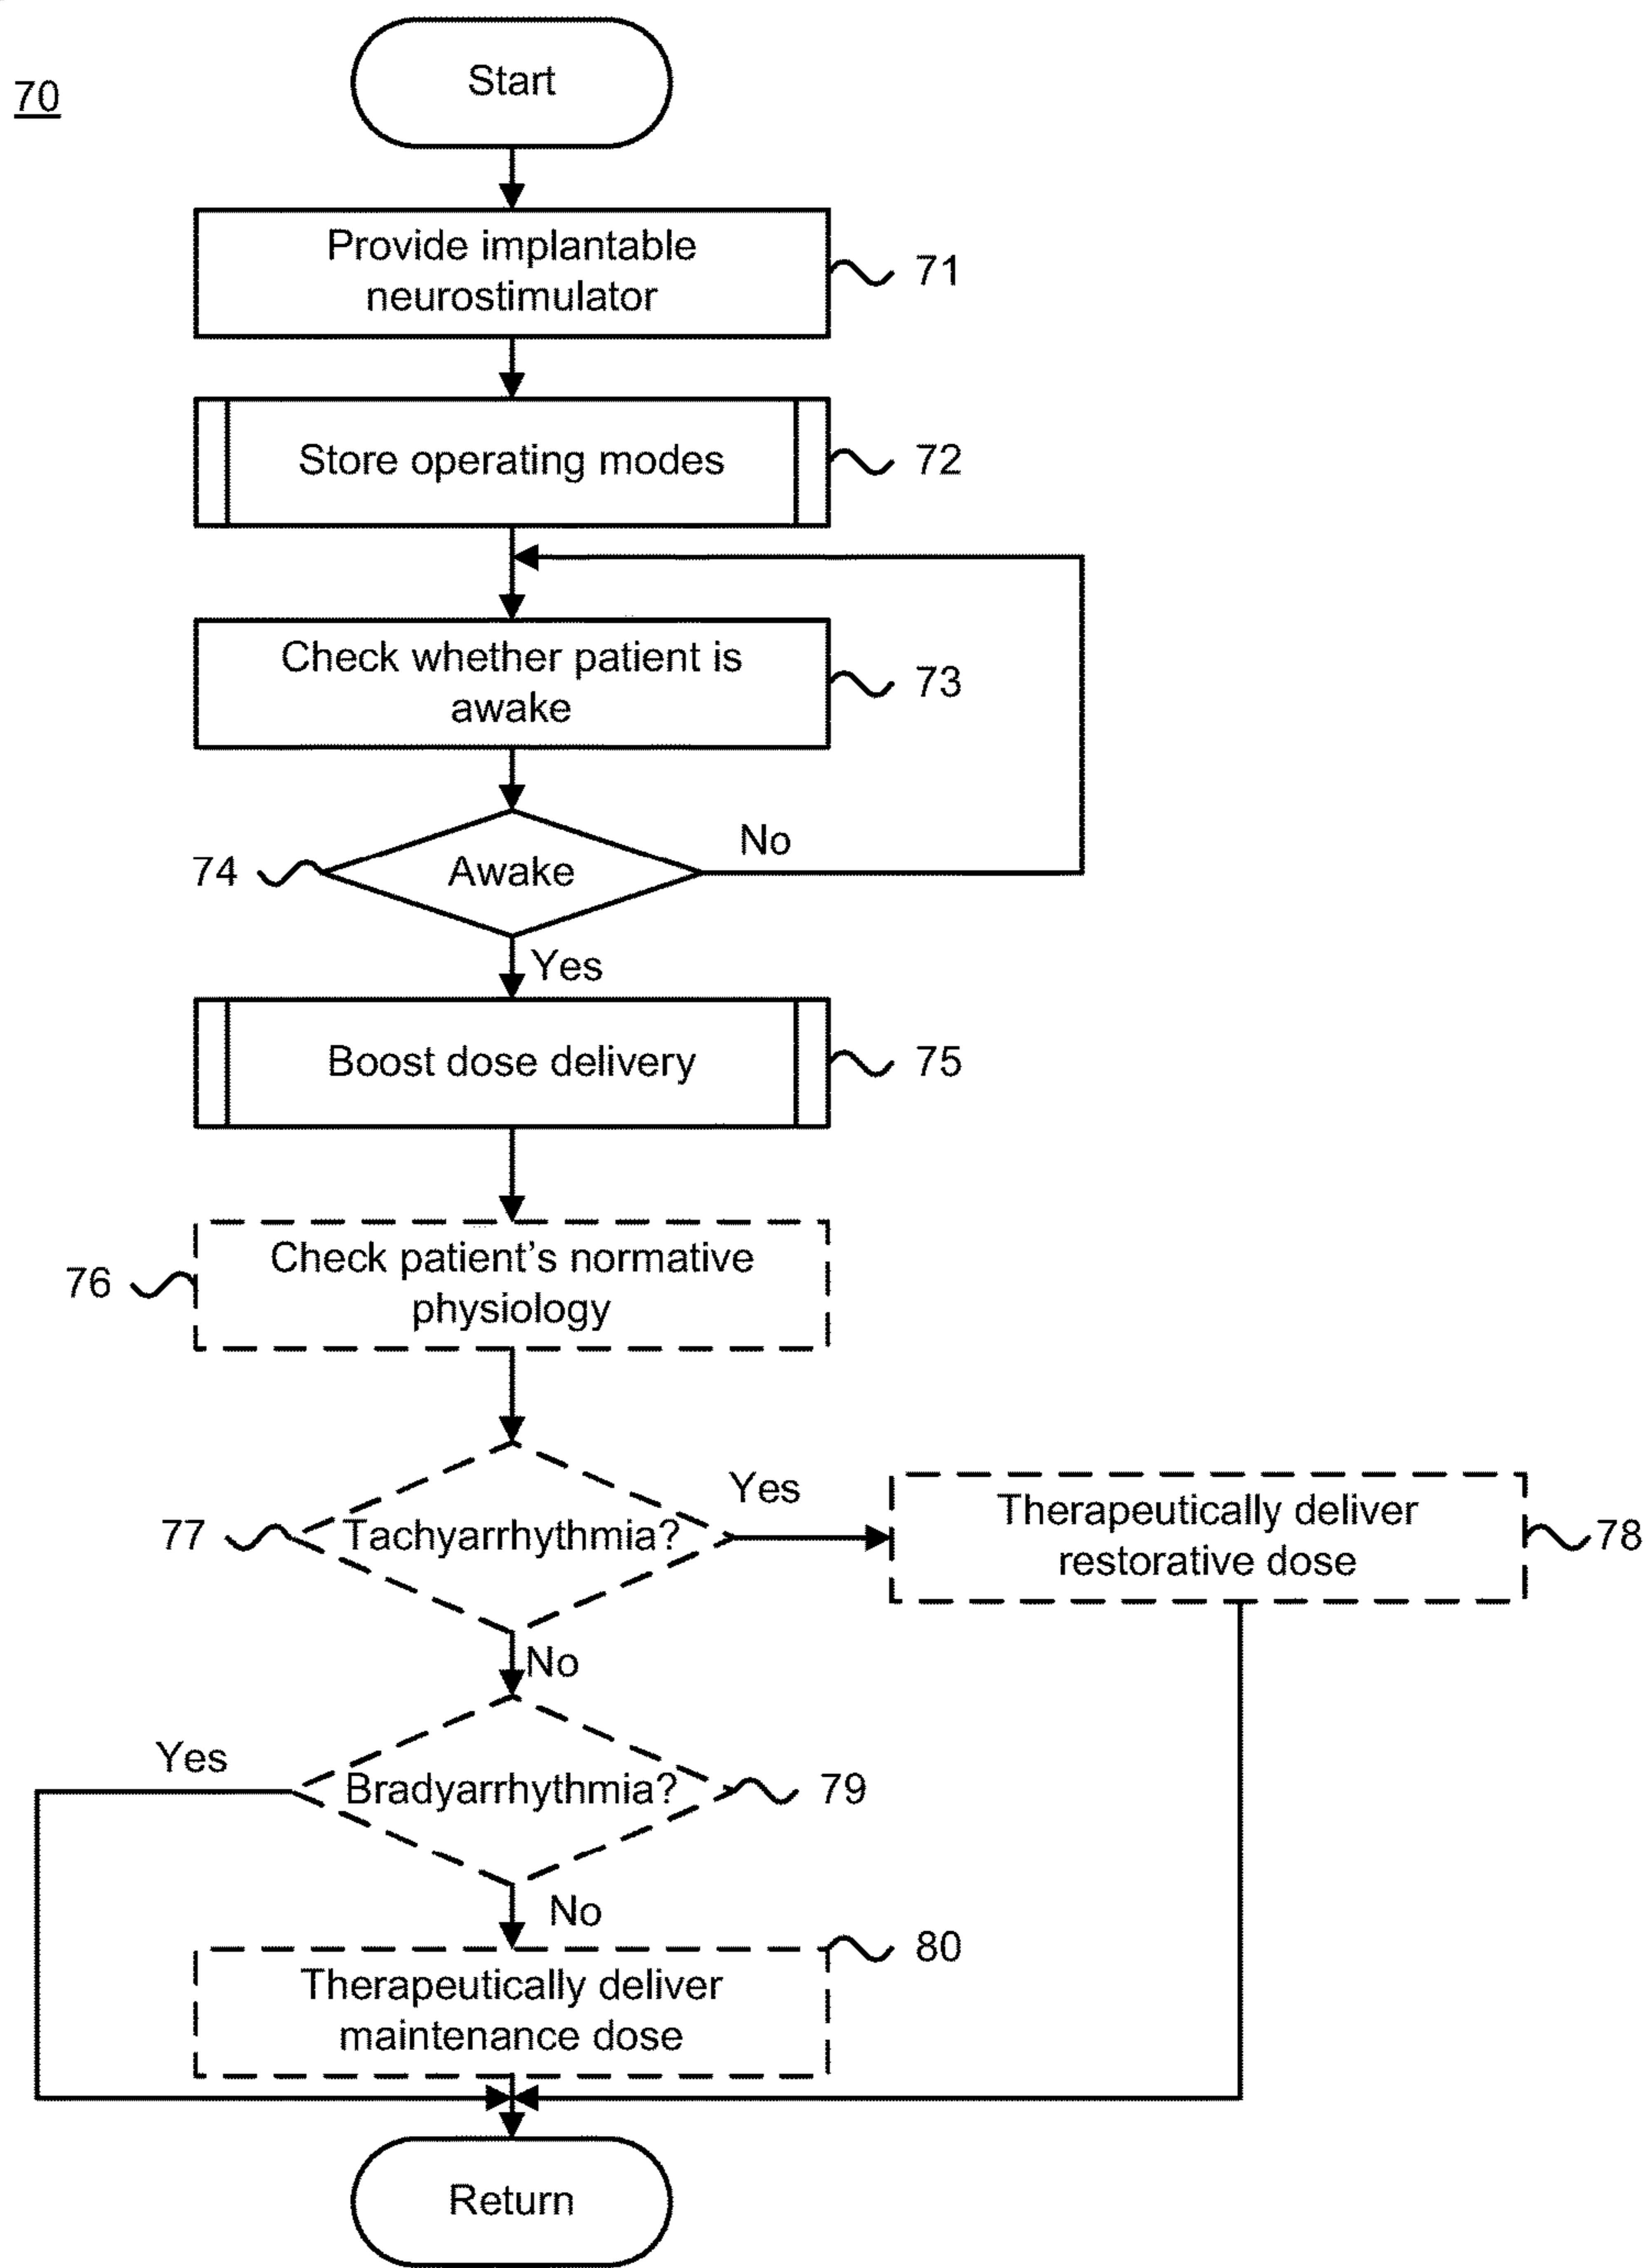 70
Start
Provide implantable
neurostimulator
71
Store operating modes
72
Check whether patient is
awake
73
74
Awake
No
Yes
Boost dose delivery
75
76
Check patient's normative
physiology
77
Tachyarrhythmia?
Yes
Therapeutically deliver
restorative dose
78
No
Yes
Bradyarrhythmia?
79
No
80
Therapeutically deliver
maintenance dose
Return